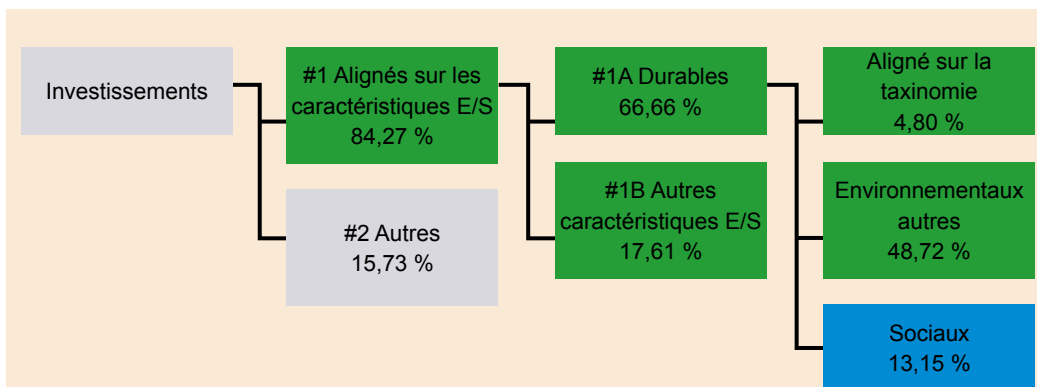 Investissements
#1 Alignés sur les
caractéristiques E/S
84,27 %
#2 Autres
15,73 %
#1A Durables
66,66 %
#1B Autres
caractéristiques E/S
17,61 %
Aligné sur la
taxinomie
4,80 %
Environnementaux
autres
48,72 %
Sociaux
13,15 %